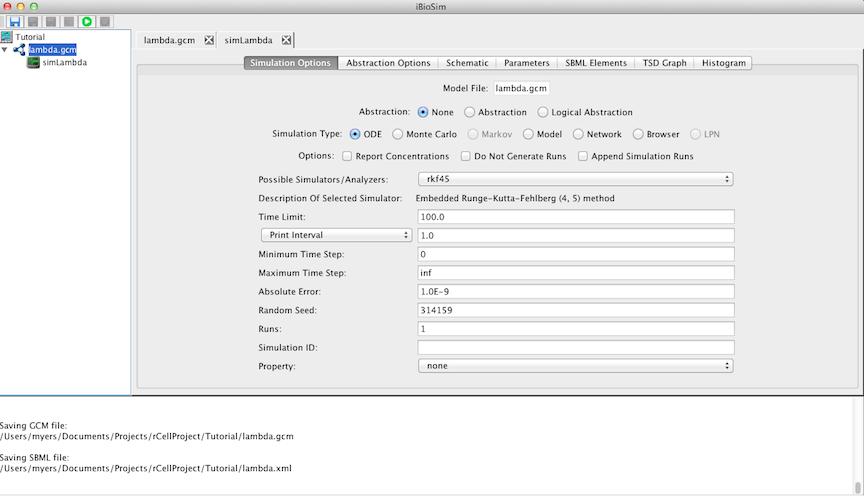 iBioSim
Tutorial
lambda.gcm
simLambda
lambda.gcm simLambda
Simulation Options Abstraction Options Schematic Parameters SBML Elements TSD Graph Histogram
Model File: lambda.gcm
Abstraction: None Abstraction Logical Abstraction
Simulation Type: ODE Monte Carlo Markov Model Network Browser LPN
Options: Report Concentrations Do Not Generate Runs Append Simulation Runs
Possible Simulators/Analyzers: rkf45
Description Of Selected Simulator: Embedded Runge-Kutta-Fehlberg (4, 5) method
Time Limit: 100.0
Print Interval 1.0
Minimum Time Step: 0
Maximum Time Step: inf
Absolute Error: 1.0E-9
Random Seed: 314159
Runs: 1
Simulation ID:
Property: none
Saving GCM file:
/Users/myers/Documents/Projects/rCellProject/Tutorial/lambda.gcm
Saving SBML file:
/Users/myers/Documents/Projects/rCellProject/Tutorial/lambda.xml